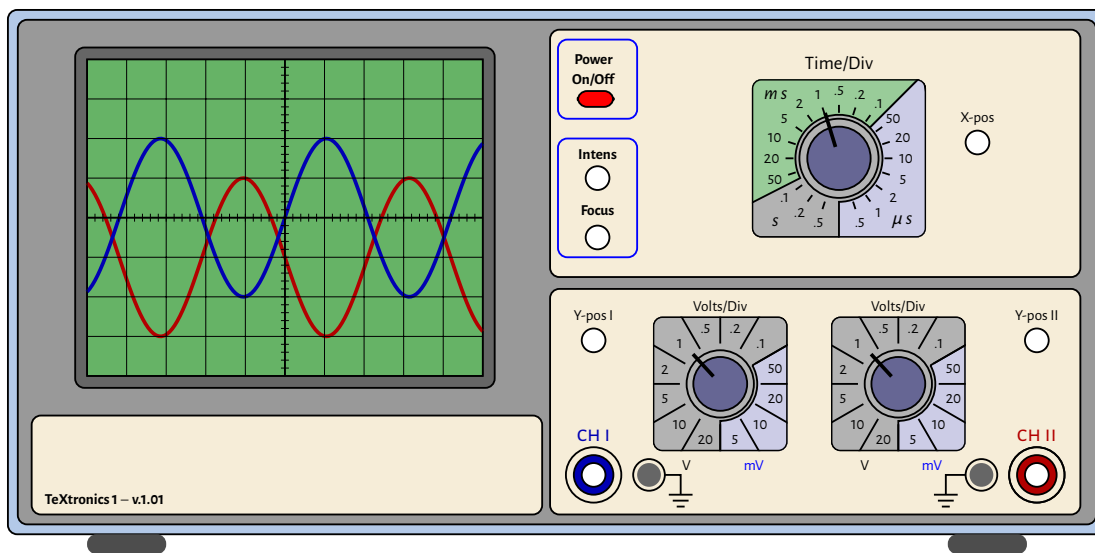 Power
On/Off
Intens
Focus
Time/Div
ms
50
20
10
5
2
1
.5
.2
.1
50
20
10
5
2
1
.5
μs
.5
.2
.1
s
X-pos
Y-pos I
Volts/Div
20
10
5
2
1
.5
.2
.1
50
20
10
5
V
mV
CH I
Volts/Div
20
10
5
2
1
.5
.2
.1
50
20
10
5
V
mV
Y-pos II
CH II
TeXtronics 1 – v.1.01